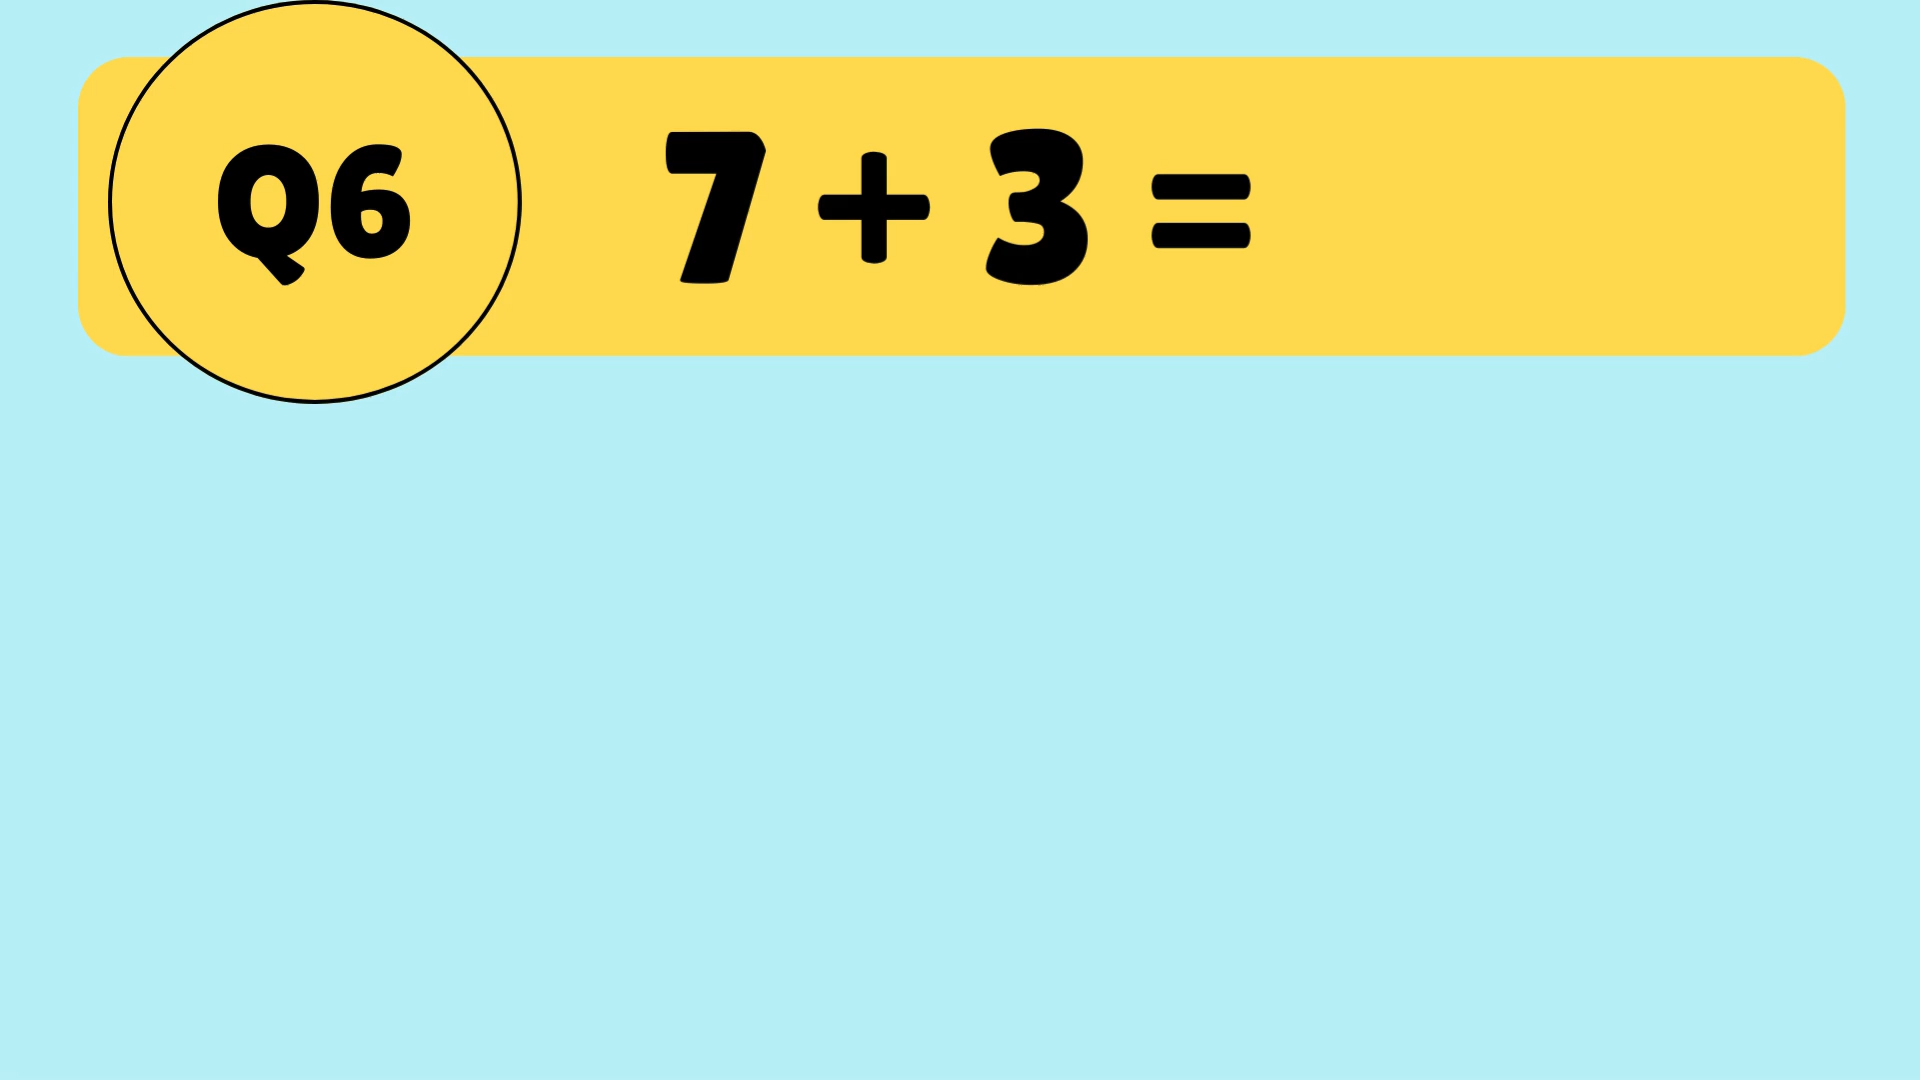 Q6 7 + 3 =